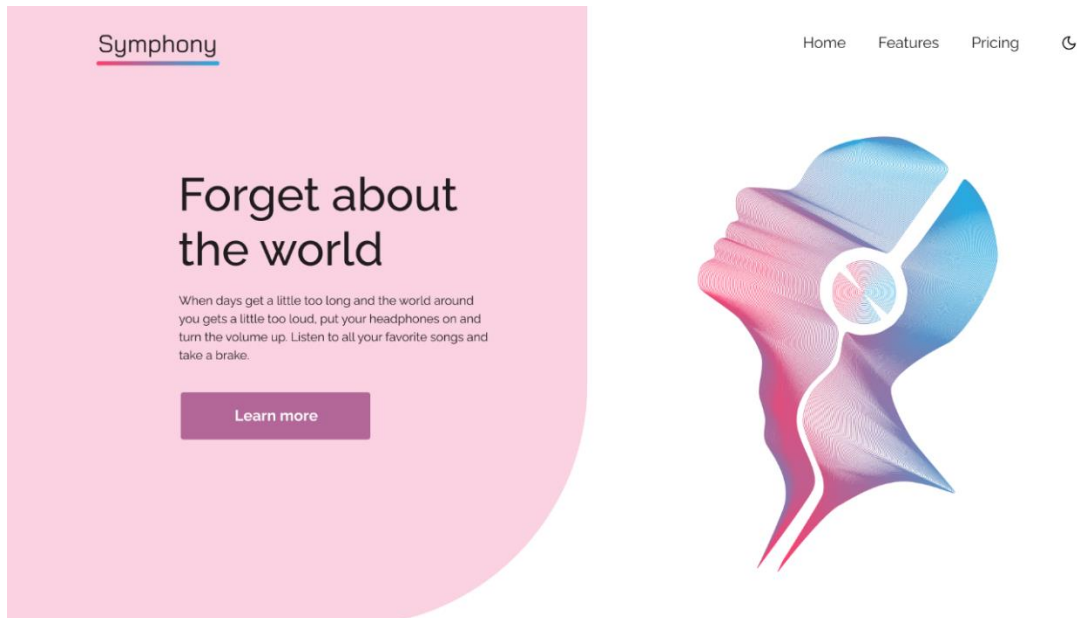 Symphony
Home Features Pricing
Forget about
the world
When days get a little too long and the world around
you gets a little too loud, put your headphones on and
turn the volume up. Listen to all your favorite songs and
take a brake.
Learn more